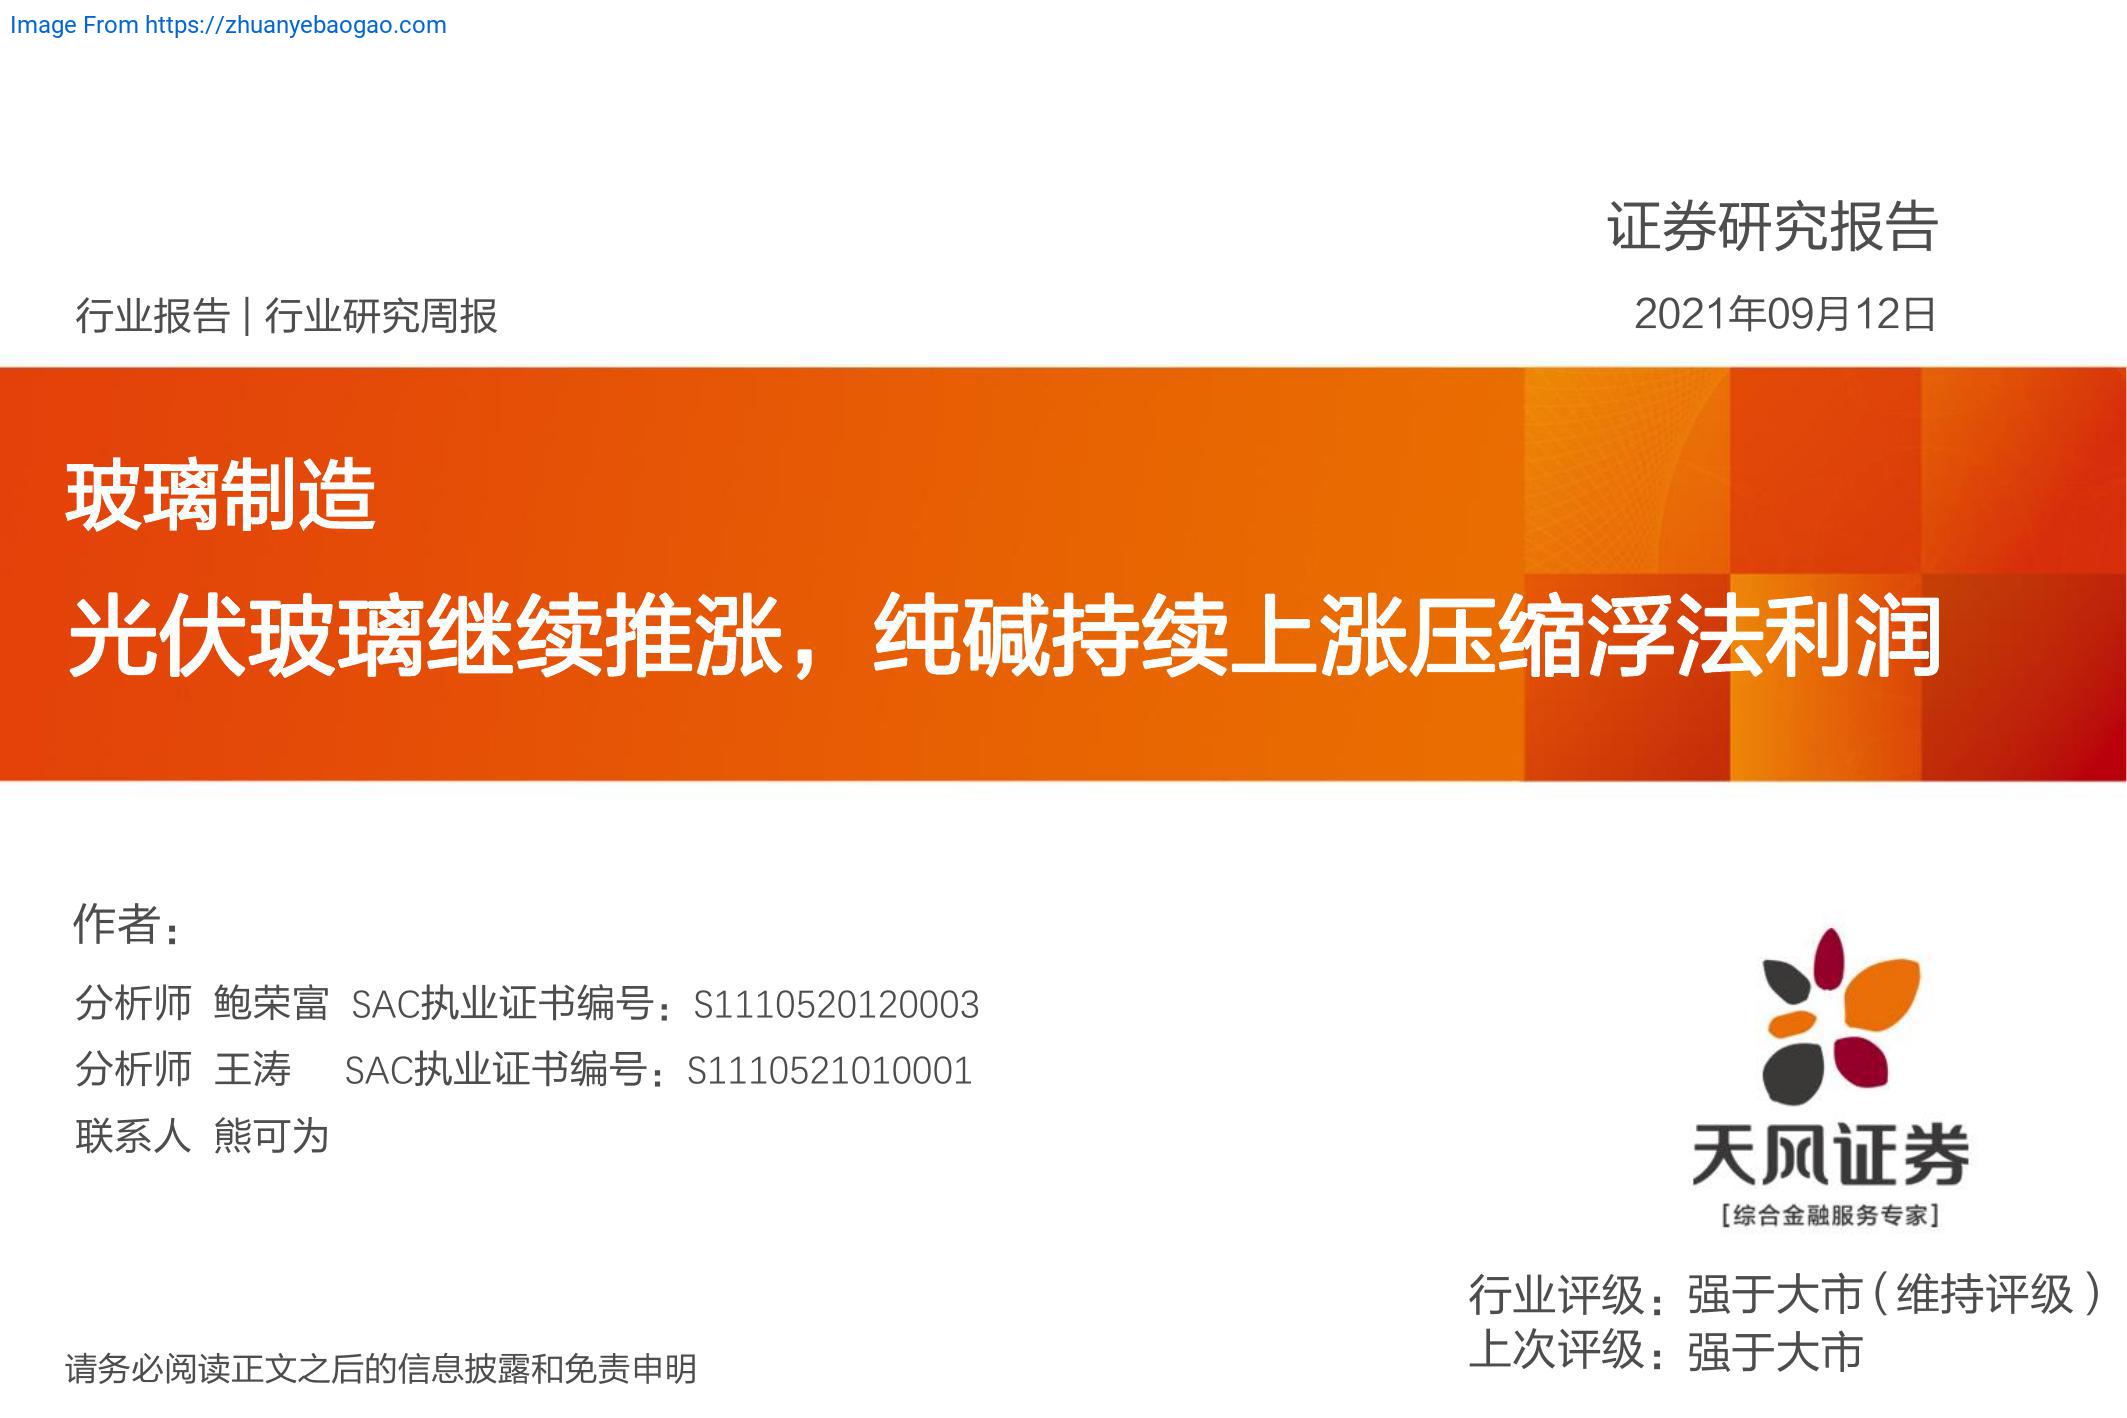 Image From https://zhuanyebaogao.com
证券研究报告
行业报告 | 行业研究周报
2021年09月12日
玻璃制造
光伏玻璃继续推涨，纯碱持续上涨压缩浮法利润
作者：
分析师 鲍荣富 SAC执业证书编号：S1110520120003
分析师 王涛 SAC执业证书编号：S1110521010001
联系人 熊可为
天风证券
[综合金融服务专家]
行业评级：强于大市（维持评级）
上次评级：强于大市
请务必阅读正文之后的信息披露和免责申明